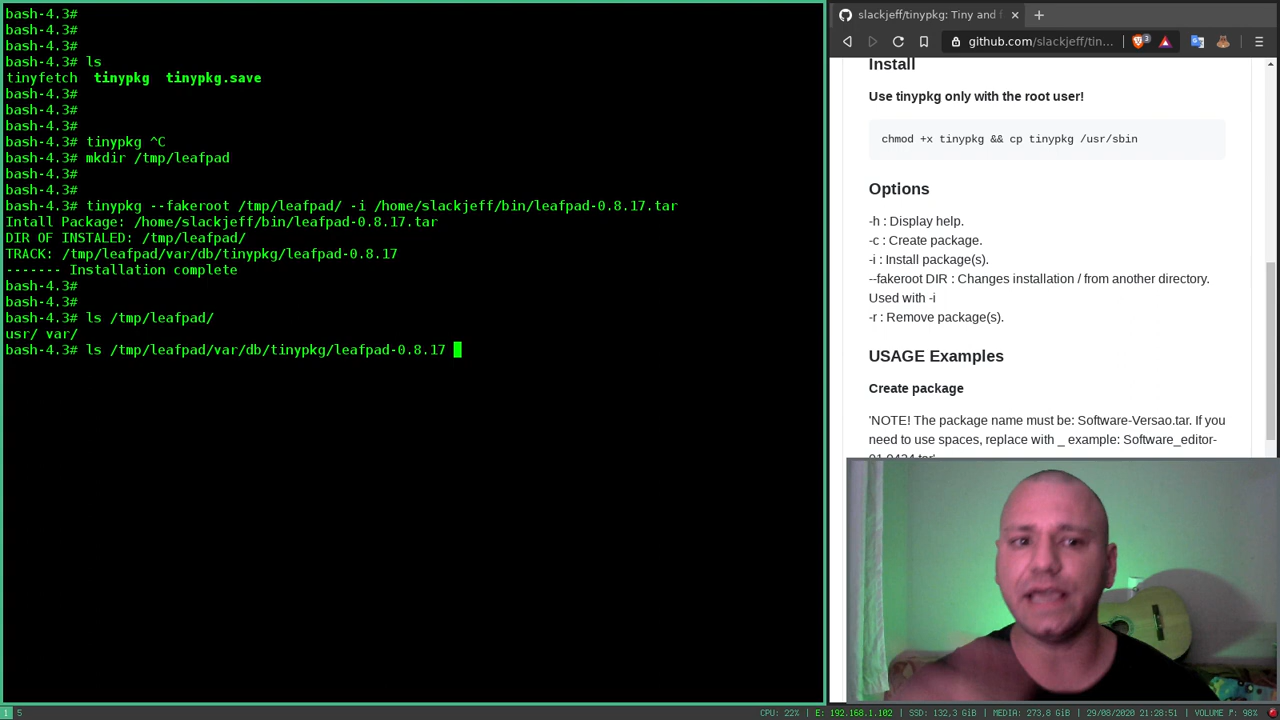 bash-4.3#
bash-4.3#
bash-4.3#
bash-4.3# ls
tinyfetch  tinypkg  tinypkg.save
bash-4.3#
bash-4.3#
bash-4.3#
bash-4.3# tinypkg ^C
bash-4.3# mkdir /tmp/leafpad
bash-4.3#
bash-4.3#
bash-4.3# tinypkg --fakeroot /tmp/leafpad/ -i /home/slackjeff/bin/leafpad-0.8.17.tar
Intall Package: /home/slackjeff/bin/leafpad-0.8.17.tar
DIR OF INSTALED: /tmp/leafpad/
TRACK: /tmp/leafpad/var/db/tinypkg/leafpad-0.8.17
------- Installation complete
bash-4.3#
bash-4.3#
bash-4.3# ls /tmp/leafpad/
usr/ var/
bash-4.3# ls /tmp/leafpad/var/db/tinypkg/leafpad-0.8.17
slackjeff/tinypkg: Tiny and f
github.com/slackjeff/tin...
3
Install
Use tinypkg only with the root user!
chmod +x tinypkg && cp tinypkg /usr/sbin
Options
-h : Display help.
-c : Create package.
-i : Install package(s).
--fakeroot DIR : Changes installation / from another directory.
Used with -i
-r : Remove package(s).
USAGE Examples
Create package
'NOTE! The package name must be: Software-Versao.tar. If you
need to use spaces, replace with _ example: Software_editor-
01.0424.tar'
1 5
CPU: 22% | E: 192.168.1.102 | SSD: 132,3 GiB | MEDIA: 273,8 GiB | 29/08/2020 21:28:51 | VOLUME M: 98%